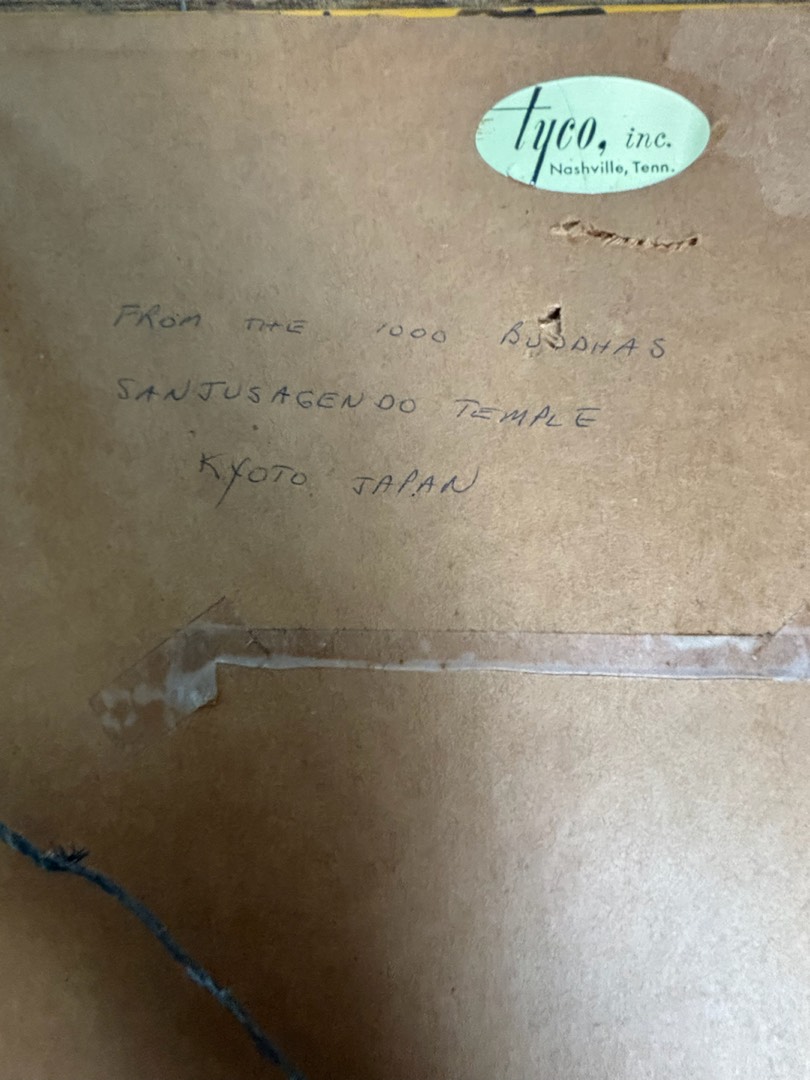 tyco, inc.
Nashville, Tenn.
FROM THE 1000 BUDDHAS
SANJUSAGENDO TEMPLE
KYOTO JAPAN